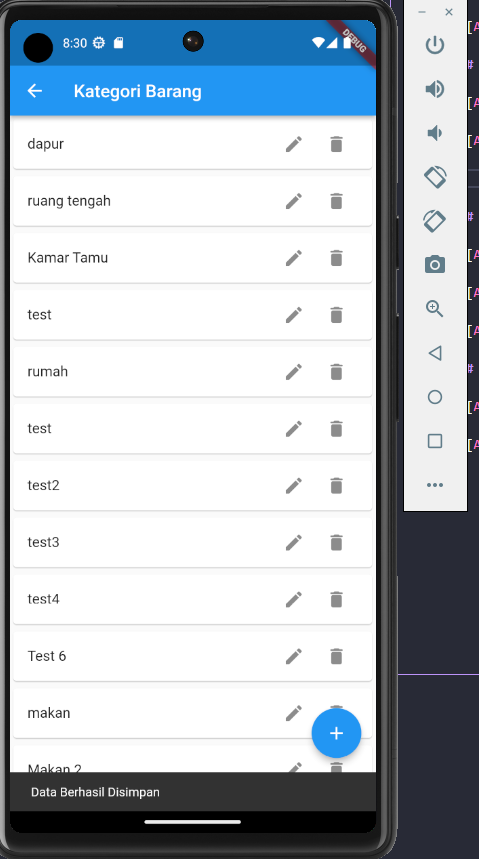 8:30
DEBUG
Kategori Barang
dapur
ruang tengah
Kamar Tamu
test
rumah
test
test2
test3
test4
Test 6
makan
Makan 2
Data Berhasil Disimpan
[A
#
[A
[A
#
[A
[A
[A
#
[A
[A